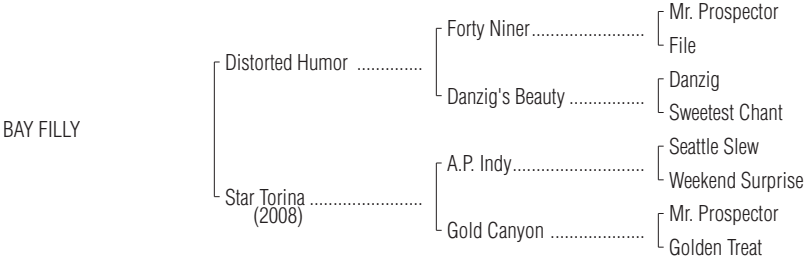 Mr. Prospector
Forty Niner.......................
File
Distorted Humor ..............
Danzig
Danzig's Beauty ................
Sweetest Chant
BAY FILLY
Seattle Slew
A.P. Indy............................
Weekend Surprise
Star Torina .......................
(2008)
Mr. Prospector
Gold Canyon ....................
Golden Treat